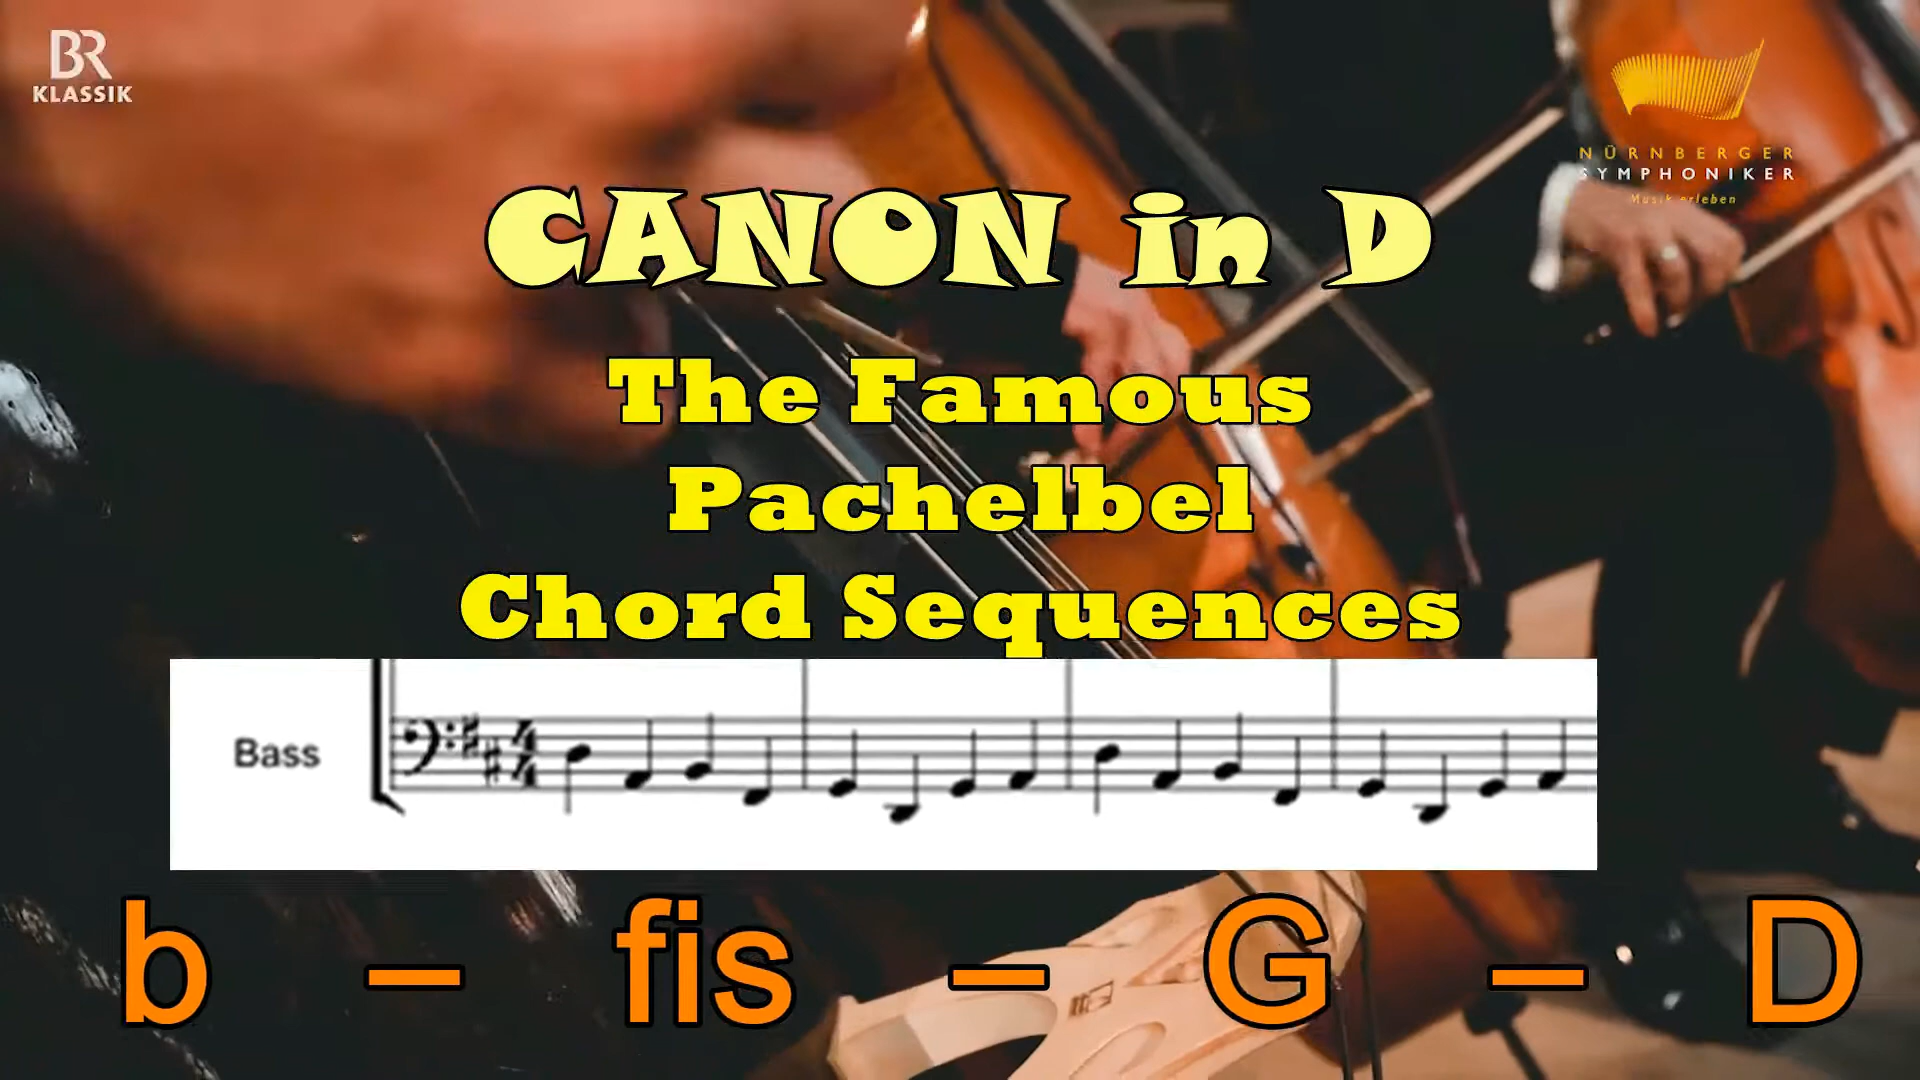 BR
KLASSIK
NÜRNBERGER
SYMPHONIKER
Musik erleben
CANON in D
The Famous
Pachelbel
Chord Sequences
Bass
b – fis – G – D